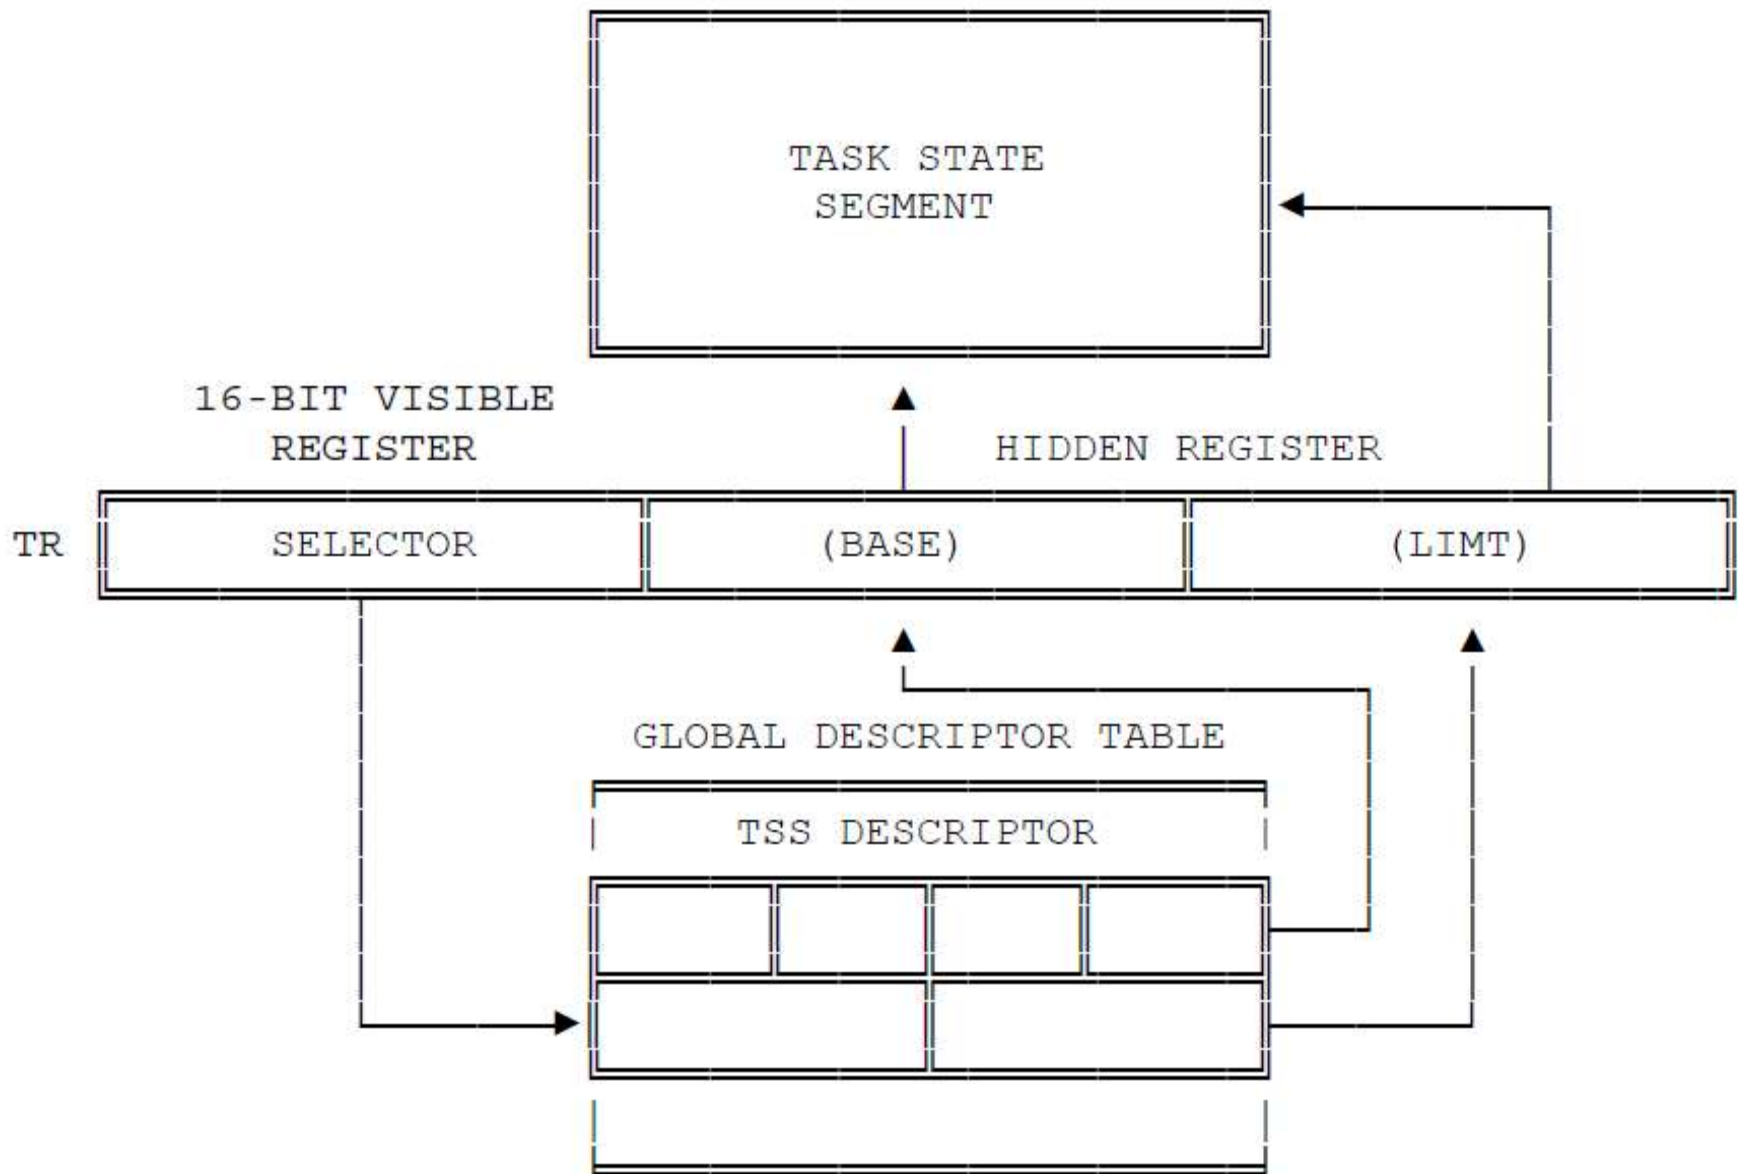 TASK STATE
SEGMENT
16-BIT VISIBLE
REGISTER
HIDDEN REGISTER
TR
SELECTOR
(BASE)
(LIMT)
GLOBAL DESCRIPTOR TABLE
TSS DESCRIPTOR